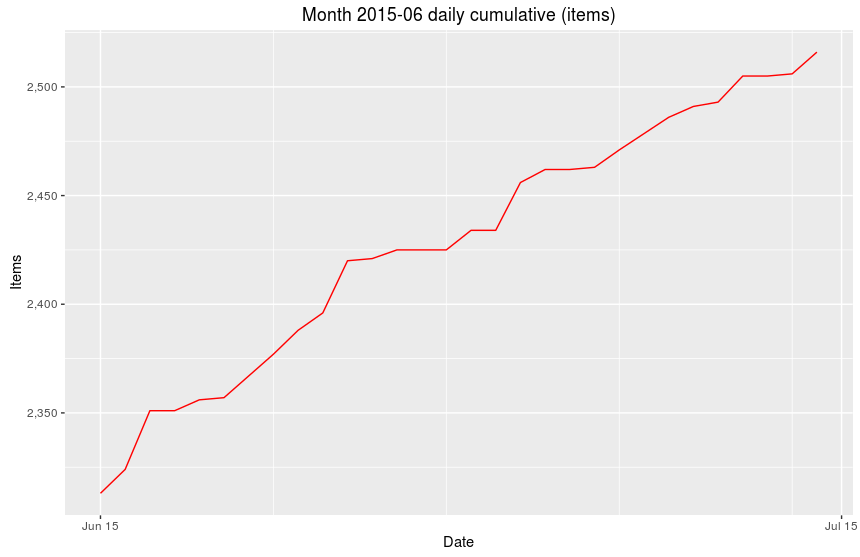 Month 2015-06 daily cumulative (items)
2,500
2,450
2,400
2,350
Items
Jun 15
Jul 15
Date